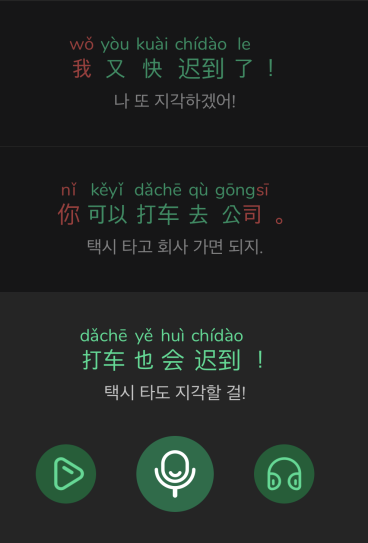 wǒ yòu kuài chídào le
我 又 快 迟到 了 ！
나 또 지각하겠어!
nǐ kěyǐ dǎchē qù gōngsī
你 可以 打车 去 公司 。
택시 타고 회사 가면 되지.
dǎchē yě huì chídào
打车 也 会 迟到 ！
택시 타도 지각할 걸!